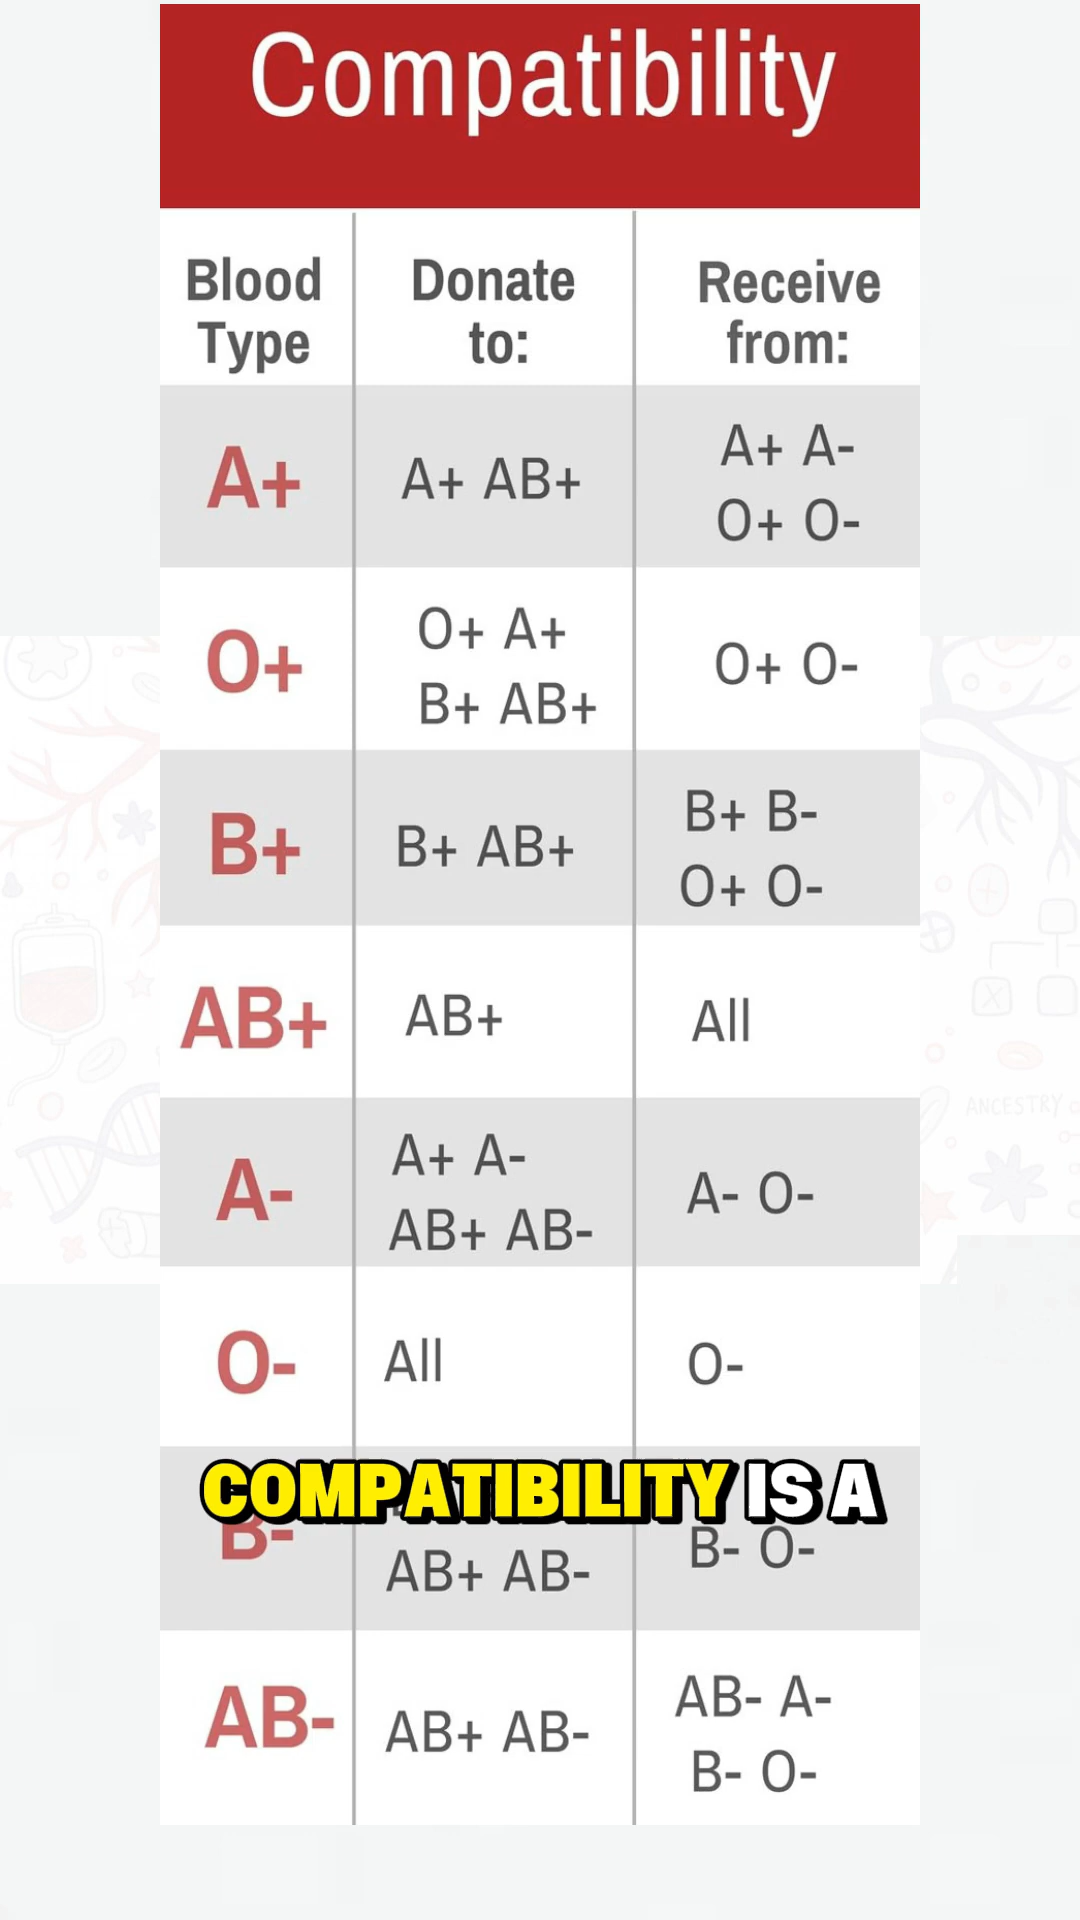 Compatibility
Blood Type
Donate to:
Receive from:
A+
A+ AB+
A+ A-
O+ O-
O+
O+ A+
B+ AB+
O+ O-
B+
B+ AB+
B+ B-
O+ O-
AB+
AB+
All
A-
A+ A-
AB+ AB-
A- O-
O-
All
O-
COMPATIBILITY IS A
B-
AB+ AB-
B- O-
AB-
AB+ AB-
AB- A-
B- O-
ANCESTRY